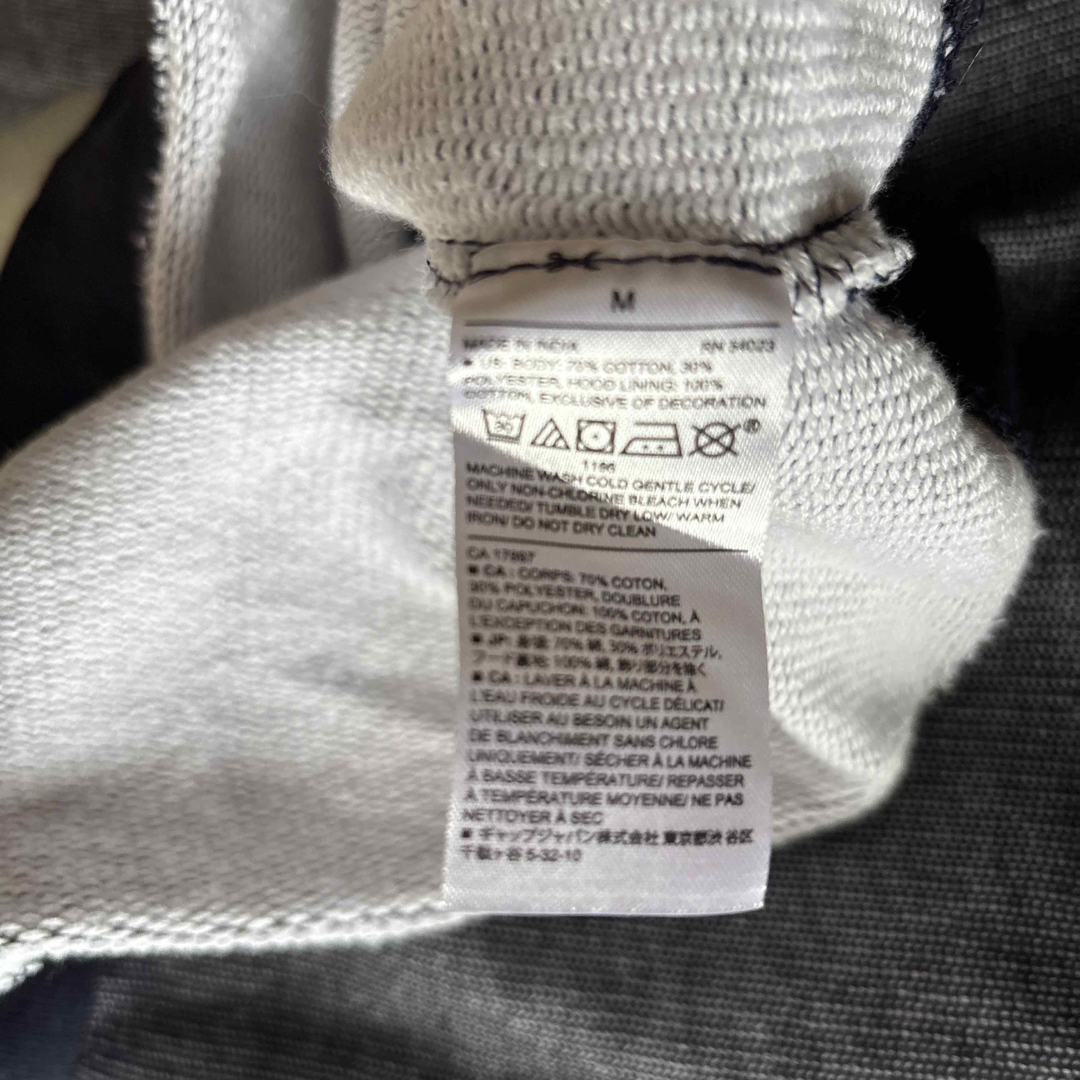 M
MADE IN INDIA RN 54023
■ US: BODY: 70% COTTON, 30%
POLYESTER, HOOD LINING: 100%
COTTON, EXCLUSIVE OF DECORATION
30
®
1196
MACHINE WASH COLD GENTLE CYCLE/
ONLY NON-CHLORINE BLEACH WHEN
NEEDED/ TUMBLE DRY LOW/ WARM
IRON/ DO NOT DRY CLEAN
CA 17897
■ CA : CORPS: 70% COTON,
30% POLYESTER, DOUBLURE
DU CAPUCHON: 100% COTON, À
L'EXCEPTION DES GARNITURES
■ JP: 身頃: 70% 綿, 30% ポリエステル,
フード裏地: 100% 綿, 飾り部分を除く
■ CA : LAVER À LA MACHINE À
L'EAU FROIDE AU CYCLE DÉLICAT/
UTILISER AU BESOIN UN AGENT
DE BLANCHIMENT SANS CHLORE
UNIQUEMENT/ SÉCHER À LA MACHINE
À BASSE TEMPÉRATURE/ REPASSER
À TEMPÉRATURE MOYENNE/ NE PAS
NETTOYER À SEC
■ ギャップジャパン株式会社 東京都渋谷区
千駄ヶ谷 5-32-10